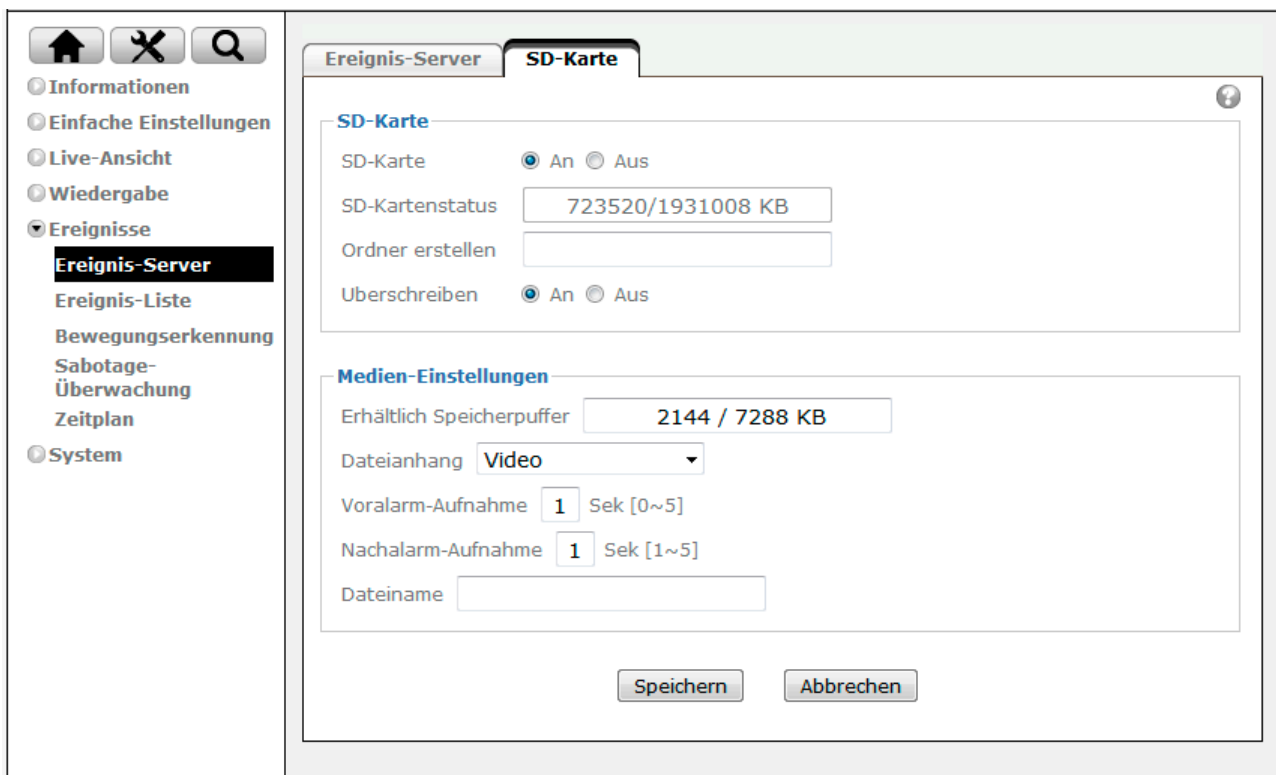 Informationen
Einfache Einstellungen
Live-Ansicht
Wiedergabe
Ereignisse
Ereignis-Server
Ereignis-Liste
Bewegungserkennung
Sabotage-
Überwachung
Zeitplan
System
Ereignis-Server
SD-Karte
?
SD-Karte
SD-Karte An Aus
SD-Kartenstatus 723520/1931008 KB
Ordner erstellen
Uberschreiben An Aus
Medien-Einstellungen
Erhältlich Speicherpuffer 2144 / 7288 KB
Dateianhang Video
Voralarm-Aufnahme 1 Sek [0~5]
Nachalarm-Aufnahme 1 Sek [1~5]
Dateiname
Speichern Abbrechen